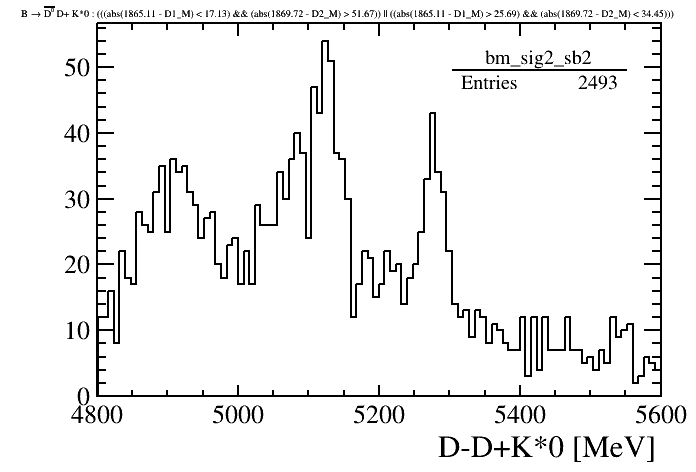 B → D̅⁰ D+ K*0 : (((abs(1865.11 - D1_M) < 17.13) && (abs(1869.72 - D2_M) > 51.67)) || ((abs(1865.11 - D1_M) > 25.69) && (abs(1869.72 - D2_M) < 34.45)))
bm_sig2_sb2
Entries 2493
50
40
30
20
10
0
4800 5000 5200 5400 5600
D-D+K*0 [MeV]